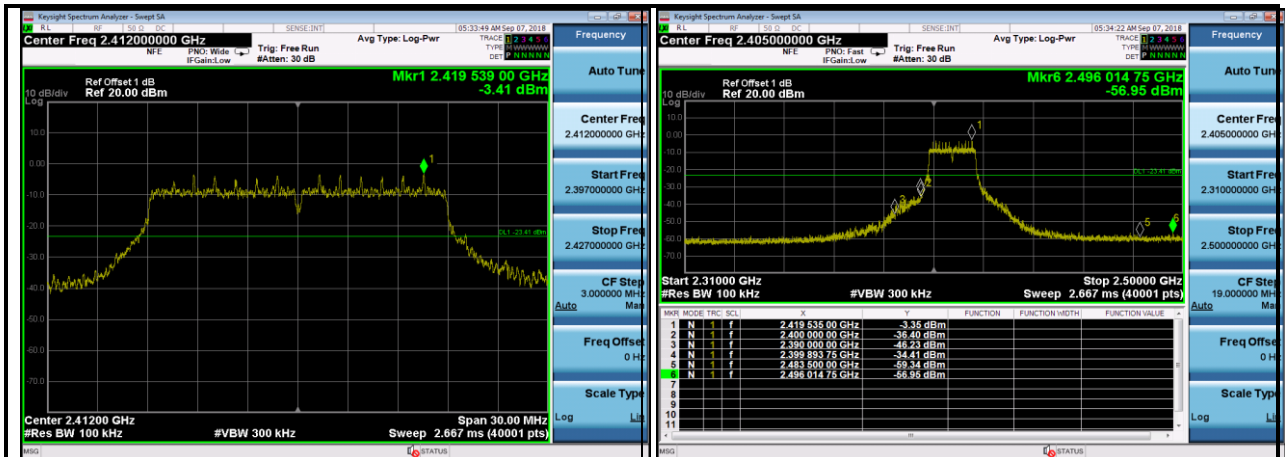 Keysight Spectrum Analyzer - Swept SA
RL RF 50 Ω DC SENSE:INT 05:33:49 AM Sep 07, 2018
Center Freq 2.412000000 GHz
NFE PNO: Wide IFGain:Low
Trig: Free Run
#Atten: 30 dB
Avg Type: Log-Pwr
TRACE 1 2 3 4 5 6
TYPE M WWWWW
DET P N N N N N
Ref Offset 1 dB
Ref 20.00 dBm
10 dB/div
Log
Mkr1 2.419 539 00 GHz
-3.41 dBm
10.0
0.00
-10.0
-20.0
-30.0
-40.0
-50.0
-60.0
-70.0
1
DL1 -23.41 dBm
Center 2.41200 GHz Span 30.00 MHz
#Res BW 100 kHz #VBW 300 kHz Sweep 2.667 ms (40001 pts)
MSG STATUS
Frequency
Auto Tune
Center Freq
2.412000000 GHz
Start Freq
2.397000000 GHz
Stop Freq
2.427000000 GHz
CF Step
3.000000 MHz
Auto Man
Freq Offset
0 Hz
Scale Type
Log Lin
Keysight Spectrum Analyzer - Swept SA
RL RF 50 Ω DC SENSE:INT 05:34:22 AM Sep 07, 2018
Center Freq 2.405000000 GHz
NFE PNO: Fast IFGain:Low
Trig: Free Run
#Atten: 30 dB
Avg Type: Log-Pwr
TRACE 1 2 3 4 5 6
TYPE M WWWWW
DET P N N N N N
Ref Offset 1 dB
Ref 20.00 dBm
10 dB/div
Log
Mkr6 2.496 014 75 GHz
-56.95 dBm
10.0
0.00
-10.0
-20.0
-30.0
-40.0
-50.0
-60.0
-70.0
1
2
3
5
6
DL1 -23.41 dBm
Start 2.31000 GHz Stop 2.50000 GHz
#Res BW 100 kHz #VBW 300 kHz Sweep 2.667 ms (40001 pts)
MKR MODE TRC SCL X Y FUNCTION FUNCTION WIDTH FUNCTION VALUE
1 N 1 f 2.419 535 00 GHz -3.35 dBm
2 N 1 f 2.400 000 00 GHz -36.40 dBm
3 N 1 f 2.390 000 00 GHz -46.23 dBm
4 N 1 f 2.399 893 75 GHz -34.41 dBm
5 N 1 f 2.483 500 00 GHz -59.34 dBm
6 N 1 f 2.496 014 75 GHz -56.95 dBm
7
8
9
10
11
MSG STATUS
Frequency
Auto Tune
Center Freq
2.405000000 GHz
Start Freq
2.310000000 GHz
Stop Freq
2.500000000 GHz
CF Step
19.000000 MHz
Auto Man
Freq Offset
0 Hz
Scale Type
Log